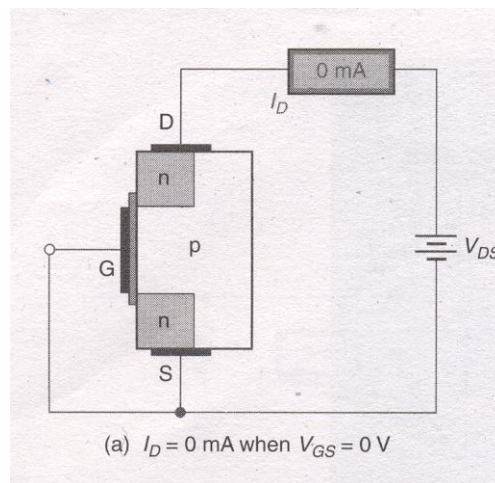 0 mA
I_D
D
n
p
V_DS
G
n
S
(a) I_D = 0 mA when V_GS = 0 V